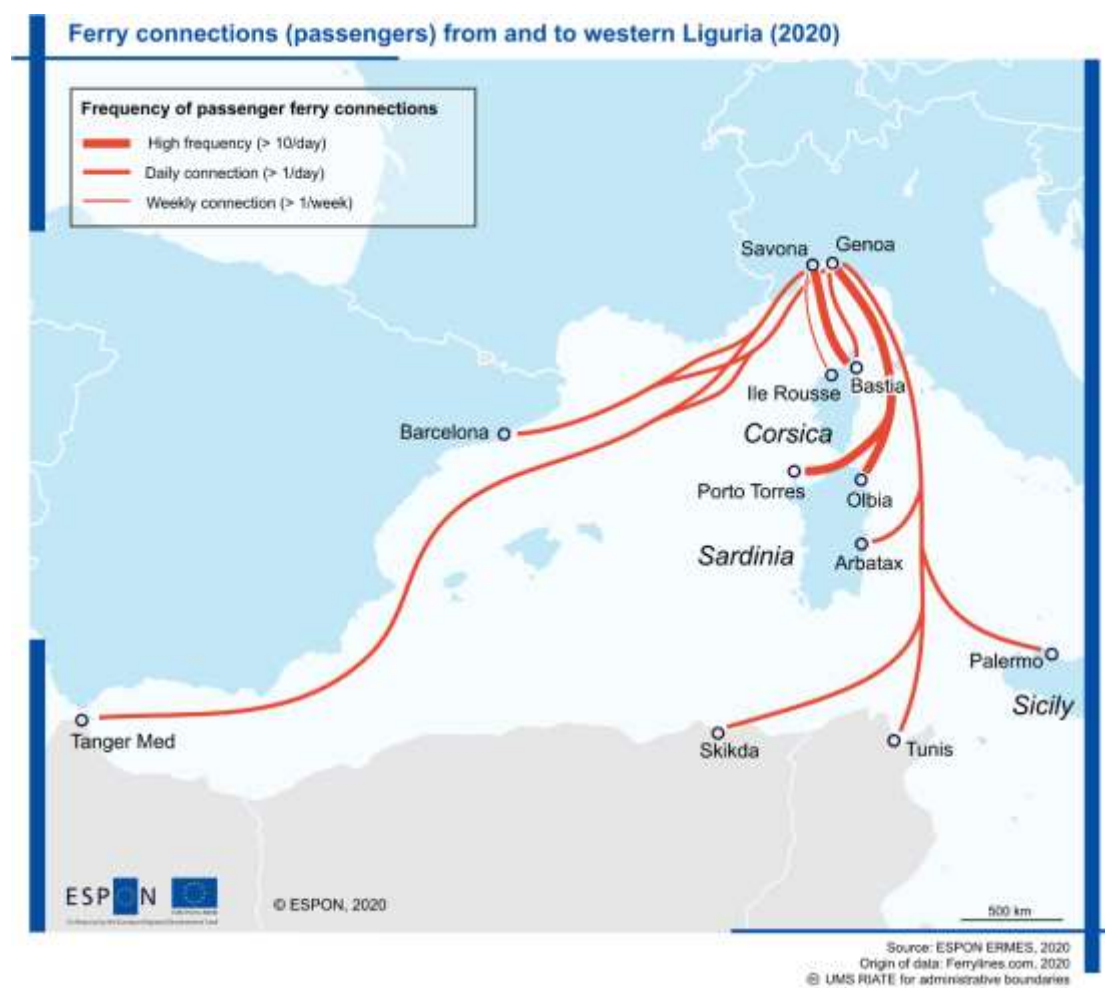 Ferry connections (passengers) from and to western Liguria (2020)
Frequency of passenger ferry connections
High frequency (> 10/day)
Daily connection (> 1/day)
Weekly connection (> 1/week)
Savona
Genoa
Ile Rousse
Bastia
Barcelona
Corsica
Porto Torres
Olbia
Sardinia
Arbatax
Palermo
Sicily
Tanger Med
Skikda
Tunis
ESPON
© ESPON, 2020
500 km
Source: ESPON ERMES, 2020
Origin of data: Ferrylines.com, 2020
© UMS RIATE for administrative boundaries